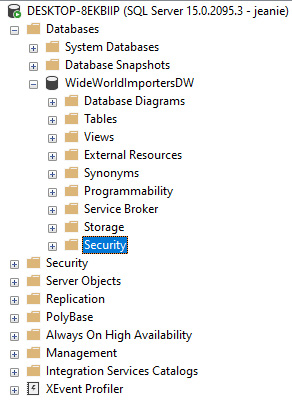 DESKTOP-8EKBIIP (SQL Server 15.0.2095.3 - jeanie)
Databases
System Databases
Database Snapshots
WideWorldImportersDW
Database Diagrams
Tables
Views
External Resources
Synonyms
Programmability
Service Broker
Storage
Security
Security
Server Objects
Replication
PolyBase
Always On High Availability
Management
Integration Services Catalogs
XEvent Profiler